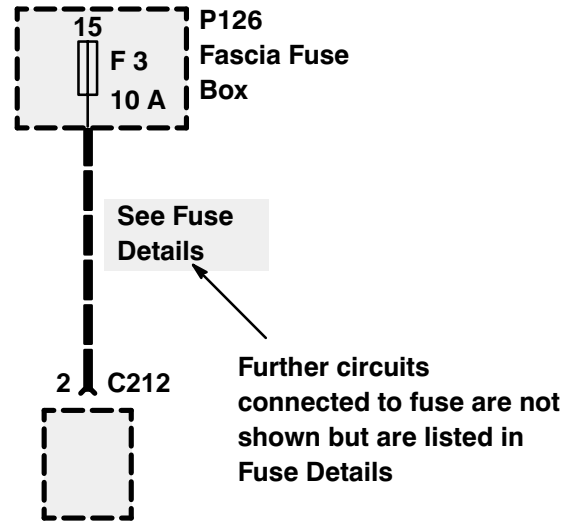 15
P126
Fascia Fuse
Box
F 3
10 A
See Fuse
Details
2 C212
Further circuits
connected to fuse are not
shown but are listed in
Fuse Details